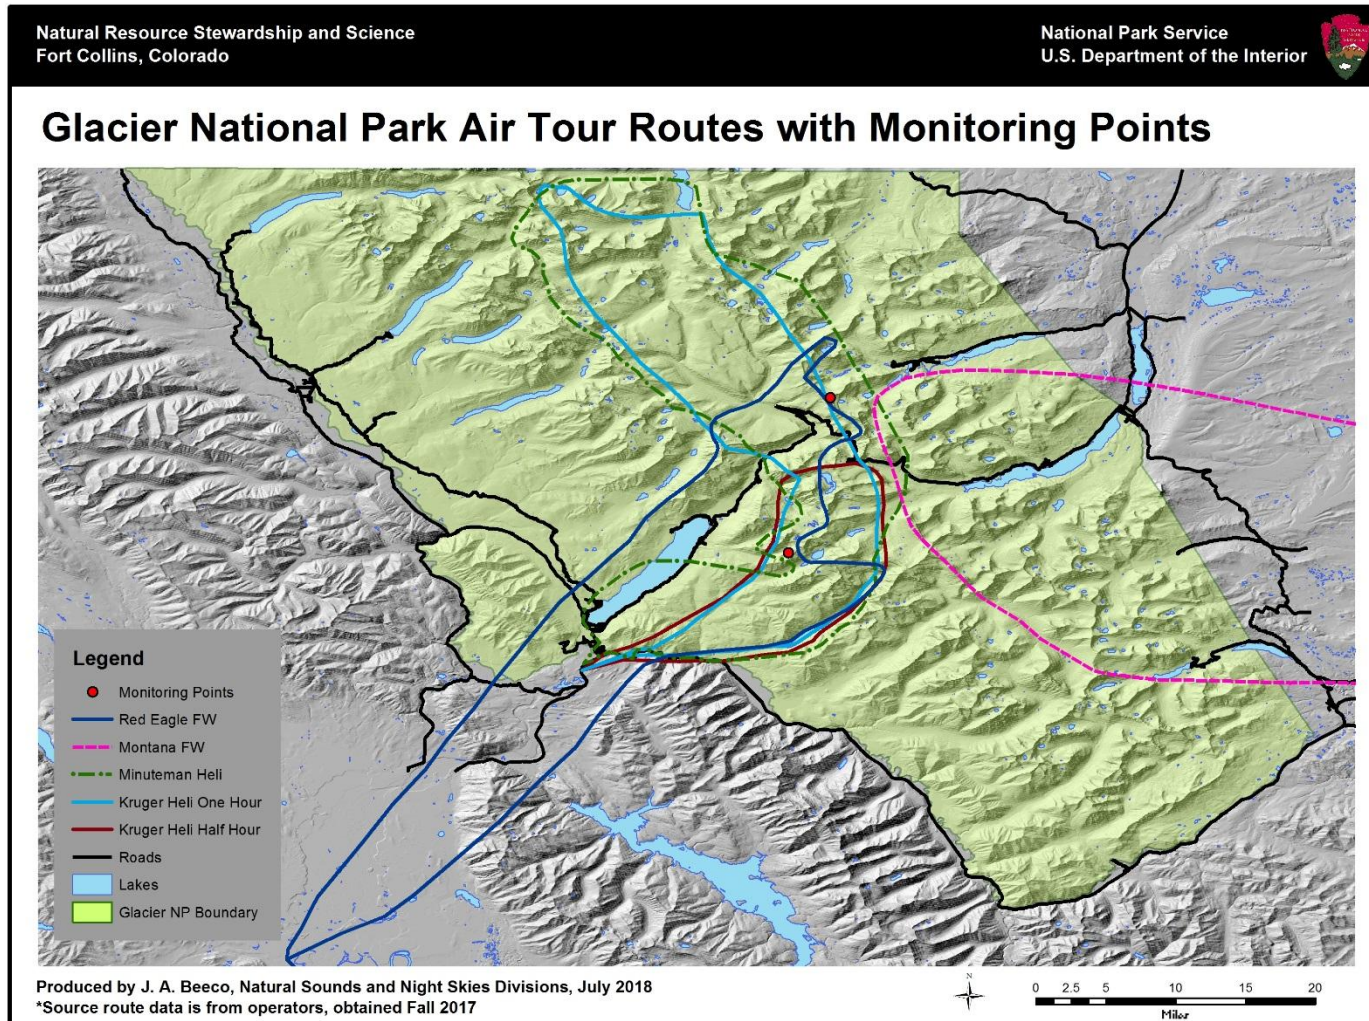 Natural Resource Stewardship and Science
Fort Collins, Colorado
National Park Service
U.S. Department of the Interior
Glacier National Park Air Tour Routes with Monitoring Points
Legend
Monitoring Points
Red Eagle FW
Montana FW
Minuteman Heli
Kruger Heli One Hour
Kruger Heli Half Hour
Roads
Lakes
Glacier NP Boundary
Produced by J. A. Beeco, Natural Sounds and Night Skies Divisions, July 2018
*Source route data is from operators, obtained Fall 2017
N
0 2.5 5 10 15 20
Miles